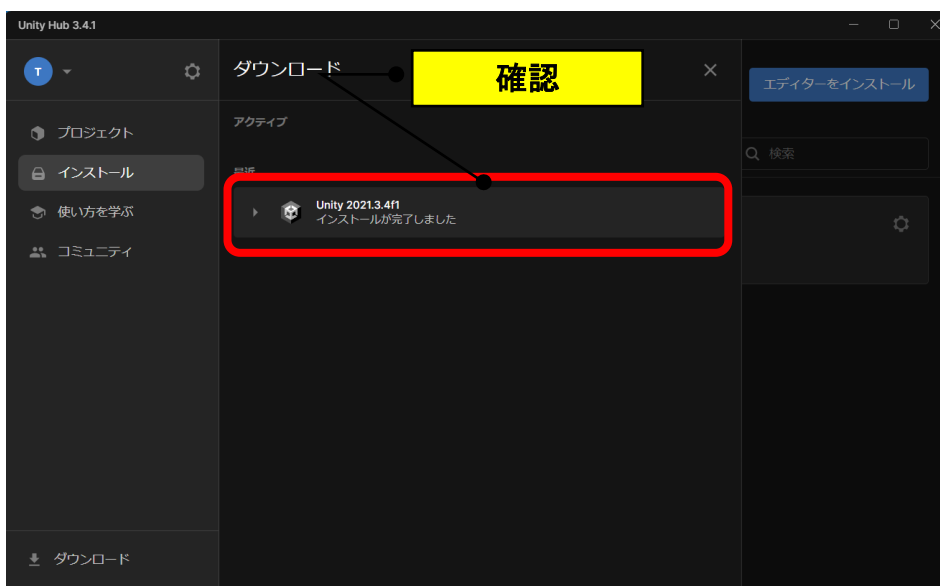 Unity Hub 3.4.1
T
ダウンロード
確認
エディターをインストール
プロジェクト
アクティブ
検索
インストール
最近
使い方を学ぶ
Unity 2021.3.4f1
インストールが完了しました
コミュニティ
ダウンロード